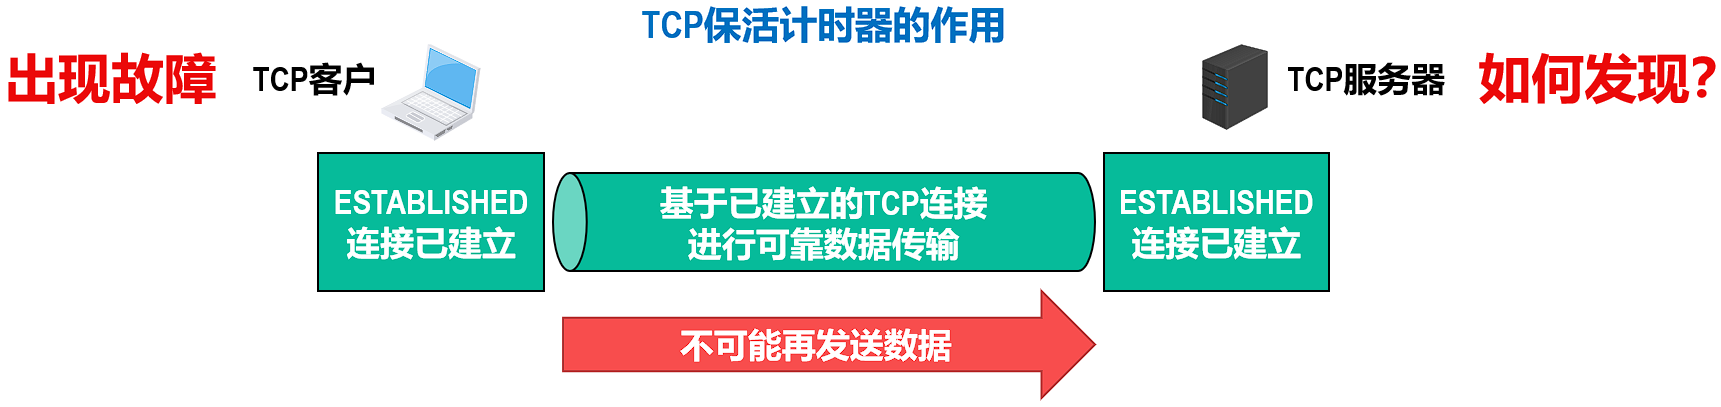 TCP保活计时器的作用
出现故障
TCP客户
TCP服务器
如何发现?
ESTABLISHED
连接已建立
基于已建立的TCP连接
进行可靠数据传输
ESTABLISHED
连接已建立
不可能再发送数据